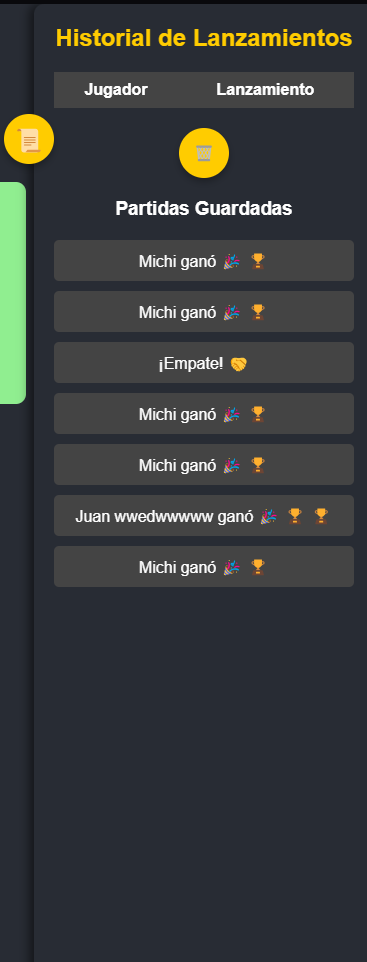 Historial de Lanzamientos
Jugador Lanzamiento
Partidas Guardadas
Michi ganó 🎉 🏆
Michi ganó 🎉 🏆
¡Empate! 🤝
Michi ganó 🎉 🏆
Michi ganó 🎉 🏆
Juan wwedwwwww ganó 🎉 🏆 🏆
Michi ganó 🎉 🏆